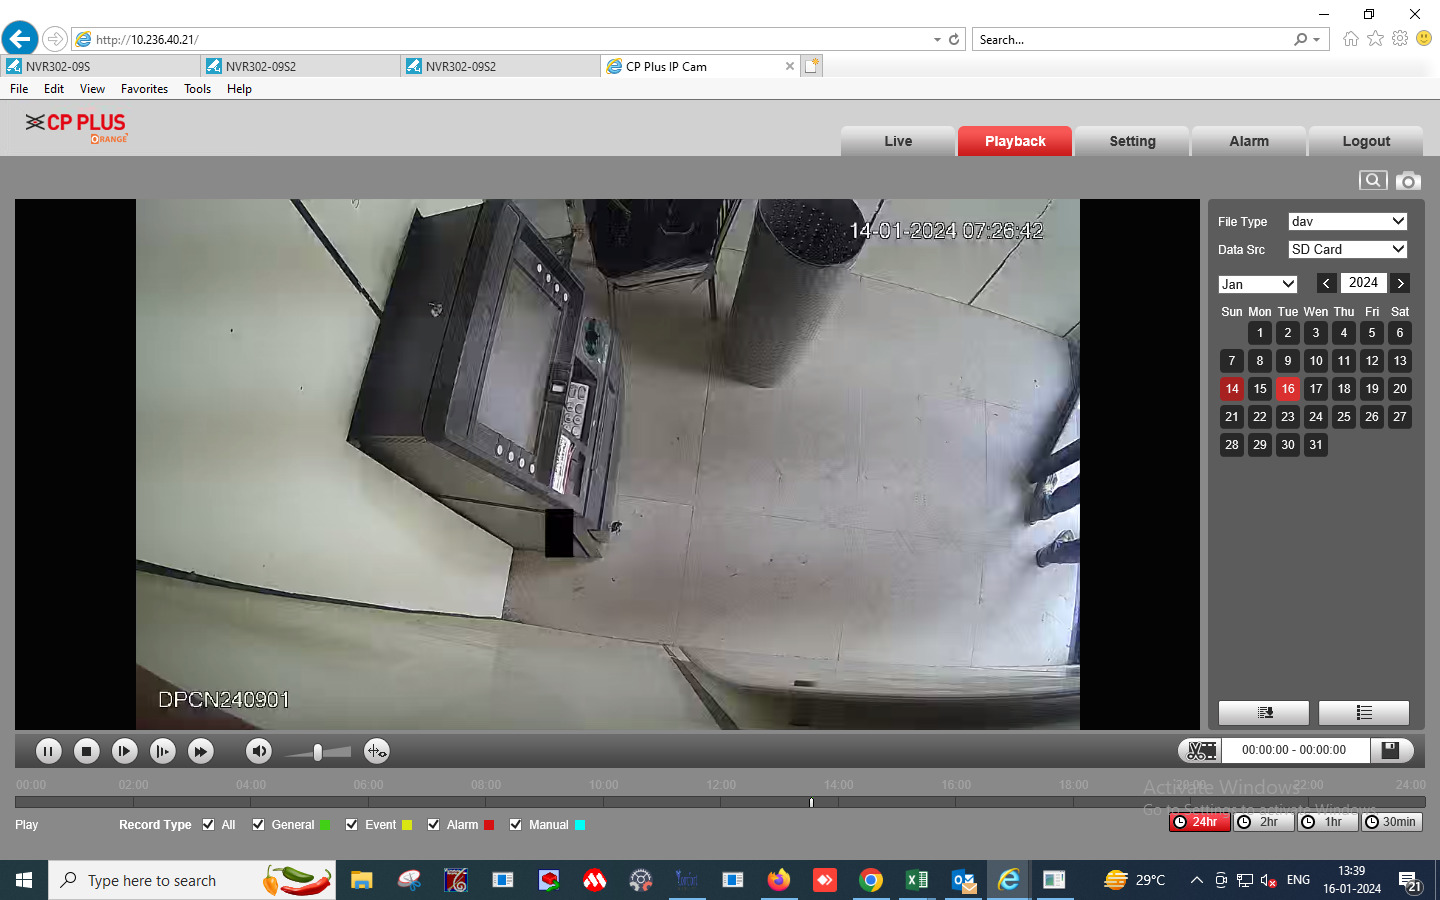 http://10.236.40.21/
Search...
NVR302-09S
NVR302-09S2
NVR302-09S2
CP Plus IP Cam
File Edit View Favorites Tools Help
CP PLUS
ORANGE
Live Playback Setting Alarm Logout
14-01-2024 07:26:42
DPCN240901
File Type dav
Data Src SD Card
Jan 2024
Sun Mon Tue Wen Thu Fri Sat
1 2 3 4 5 6
7 8 9 10 11 12 13
14 15 16 17 18 19 20
21 22 23 24 25 26 27
28 29 30 31
00:00:00 - 00:00:00
00:00 02:00 04:00 06:00 08:00 10:00 12:00 14:00 16:00 18:00 20:00 22:00 24:00
Activate Windows
Go to Settings to activate Windows.
Play Record Type All General Event Alarm Manual
24hr 2hr 1hr 30min
Type here to search
29°C
ENG
13:39
16-01-2024
21